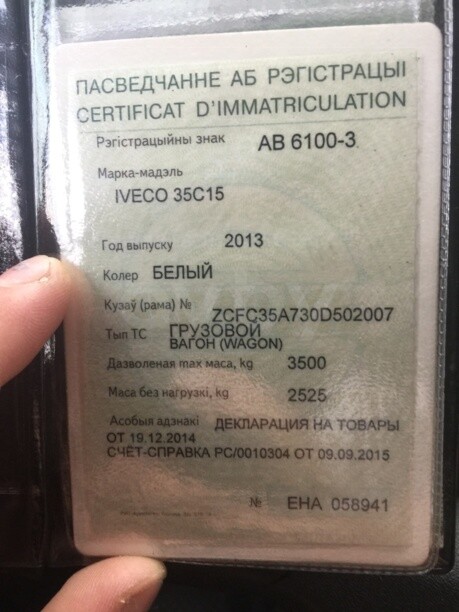 ПАСВЕДЧАННЕ АБ РЭГІСТРАЦЫІ
CERTIFICAT D'IMMATRICULATION
Рэгістрацыйны знак АВ 6100-3
Марка-мадэль
IVECO 35C15
Год выпуску 2013
Колер БЕЛЫЙ
Кузаў (рама) № ZCFC35A730D502007
Тып ТС ГРУЗОВОЙ
ВАГОН (WAGON)
Дазволеная max маса, kg 3500
Маса без нагрузкі, kg 2525
Асобыя адзнакі ДЕКЛАРАЦИЯ НА ТОВАРЫ
ОТ 19.12.2014
СЧЁТ-СПРАВКА РС/0010304 ОТ 09.09.2015
№ ЕНА 058941